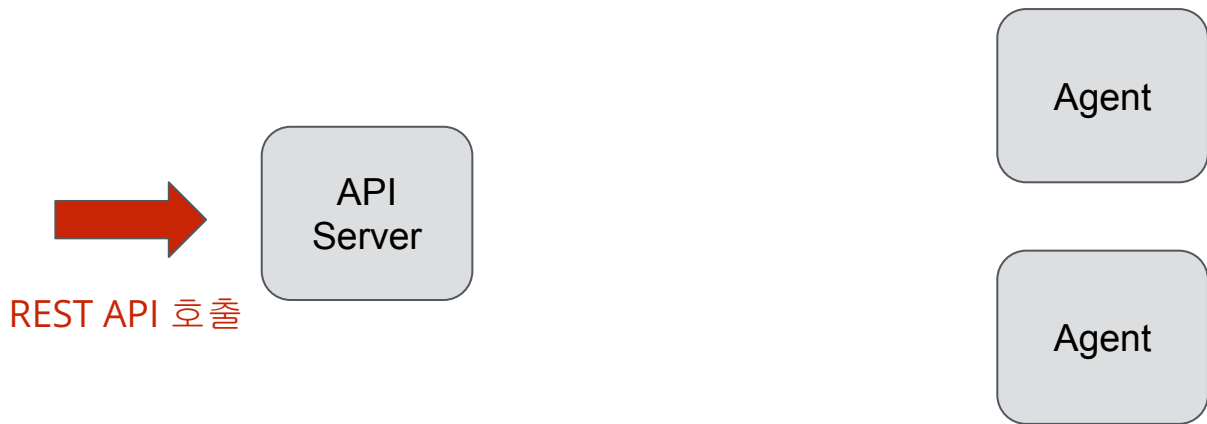 Agent
API
Server
REST API 호출
Agent